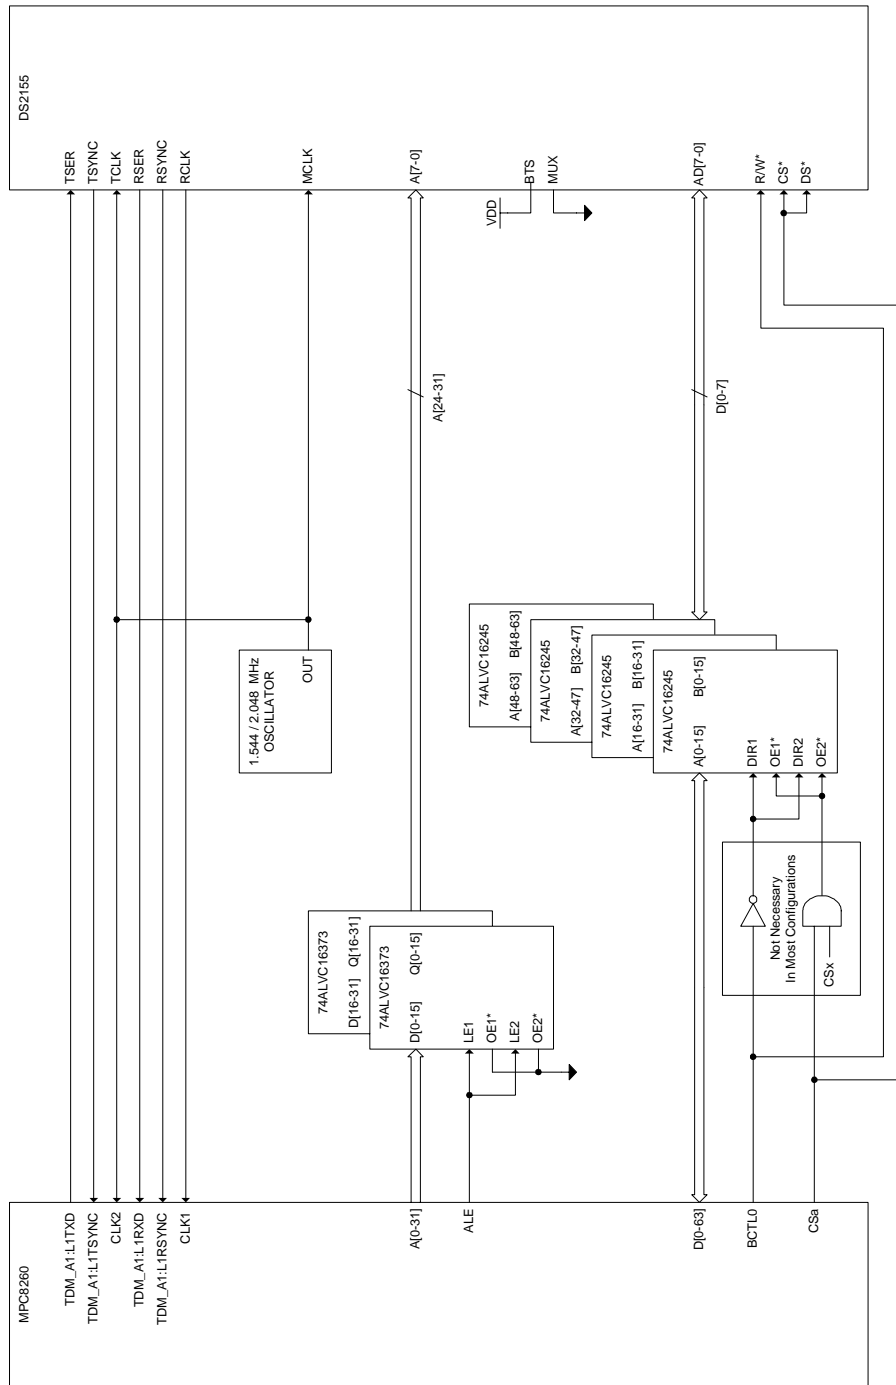 MPC8260
TDM_A1:L1TXD
TDM_A1:L1TSYNC
CLK2
TDM_A1:L1RXD
TDM_A1:L1RSYNC
CLK1
A[0-31]
ALE
D[0-63]
BCTL0
CSa
74ALVC16373
D[16-31] Q[16-31]
74ALVC16373
D[0-15] Q[0-15]
LE1
OE1*
LE2
OE2*
Not Necessary
In Most Configurations
CSx
1.544 / 2.048 MHz
OSCILLATOR
OUT
74ALVC16245
A[48-63] B[48-63]
74ALVC16245
A[32-47] B[32-47]
74ALVC16245
A[16-31] B[16-31]
74ALVC16245
A[0-15] B[0-15]
DIR1
OE1*
DIR2
OE2*
A[24-31]
D[0-7]
VDD
DS2155
TSER
TSYNC
TCLK
RSER
RSYNC
RCLK
MCLK
A[7-0]
BTS
MUX
AD[7-0]
R/W*
CS*
DS*